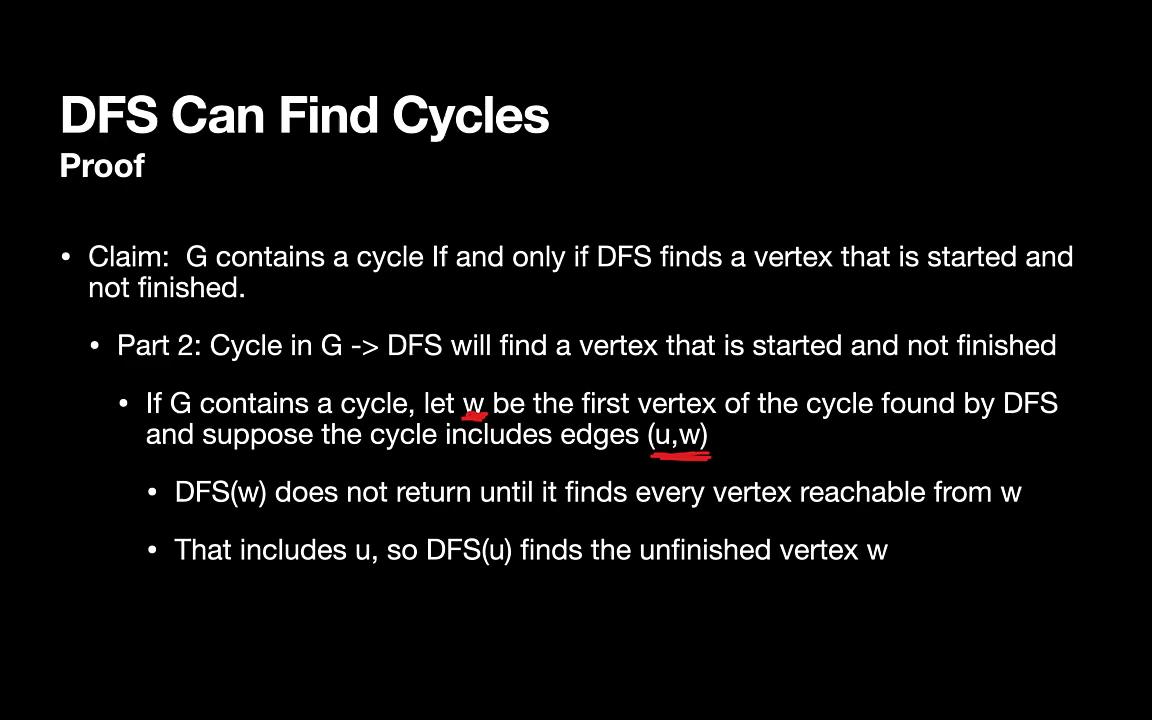 DFS Can Find Cycles
Proof
• Claim:  G contains a cycle If and only if DFS finds a vertex that is started and
not finished.
• Part 2: Cycle in G -> DFS will find a vertex that is started and not finished
• If G contains a cycle, let w be the first vertex of the cycle found by DFS
and suppose the cycle includes edges (u,w)
• DFS(w) does not return until it finds every vertex reachable from w
• That includes u, so DFS(u) finds the unfinished vertex w